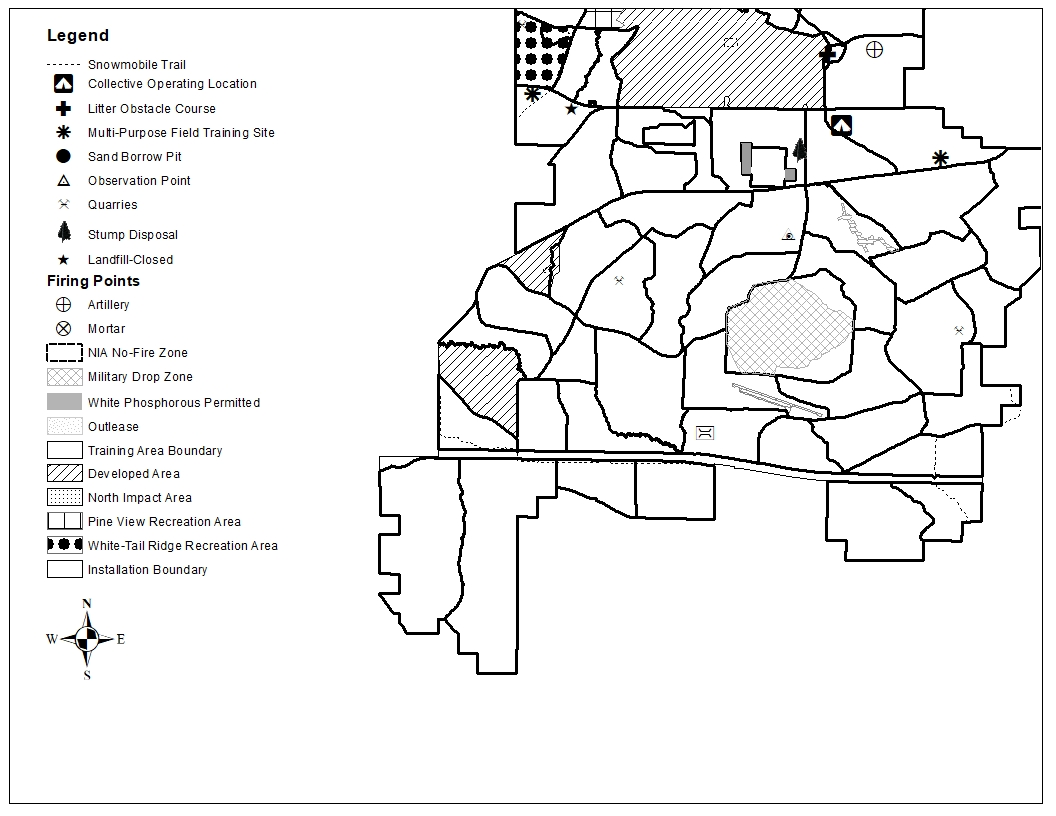 Legend
Snowmobile Trail
Collective Operating Location
Litter Obstacle Course
Multi-Purpose Field Training Site
Sand Borrow Pit
Observation Point
Quarries
Stump Disposal
Landfill-Closed
Firing Points
Artillery
Mortar
NIA No-Fire Zone
Military Drop Zone
White Phosphorous Permitted
Outlease
Training Area Boundary
Developed Area
North Impact Area
Pine View Recreation Area
White-Tail Ridge Recreation Area
Installation Boundary
N
W E
S